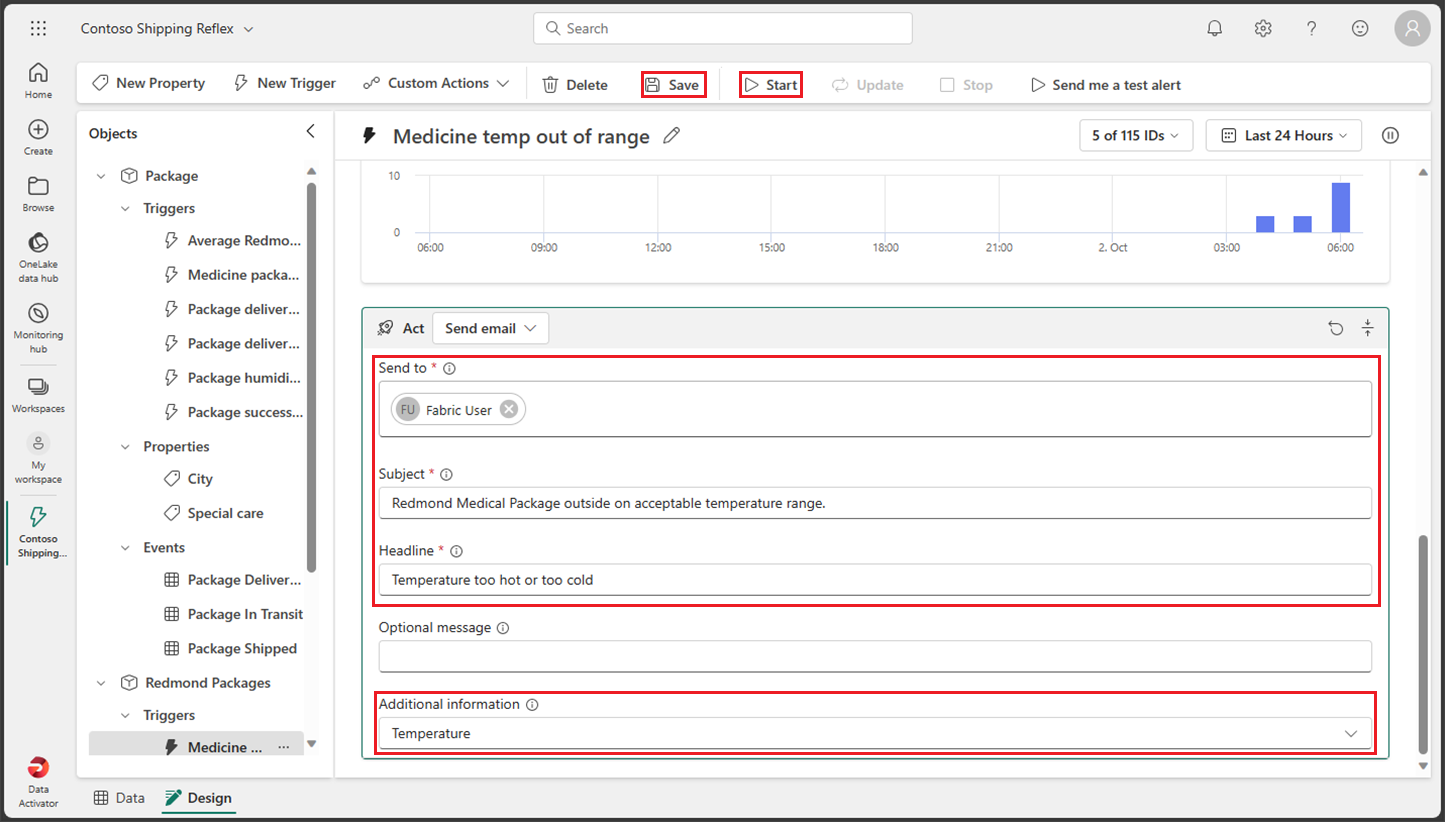 Contoso Shipping Reflex
Search
Home
Create
Browse
OneLake
data hub
Monitoring
hub
Workspaces
My
workspace
Contoso
Shipping...
Data
Activator
New Property
New Trigger
Custom Actions
Delete
Save
Start
Update
Stop
Send me a test alert
Objects
Package
Triggers
Average Redmo...
Medicine packa...
Package deliver...
Package deliver...
Package humidi...
Package success...
Properties
City
Special care
Events
Package Deliver...
Package In Transit
Package Shipped
Redmond Packages
Triggers
Medicine ... ...
Medicine temp out of range
5 of 115 IDs
Last 24 Hours
10
0
06:00 09:00 12:00 15:00 18:00 21:00 2. Oct 03:00 06:00
Act
Send email
Send to *
FU Fabric User
Subject *
Redmond Medical Package outside on acceptable temperature range.
Headline *
Temperature too hot or too cold
Optional message
Additional information
Temperature
Data
Design